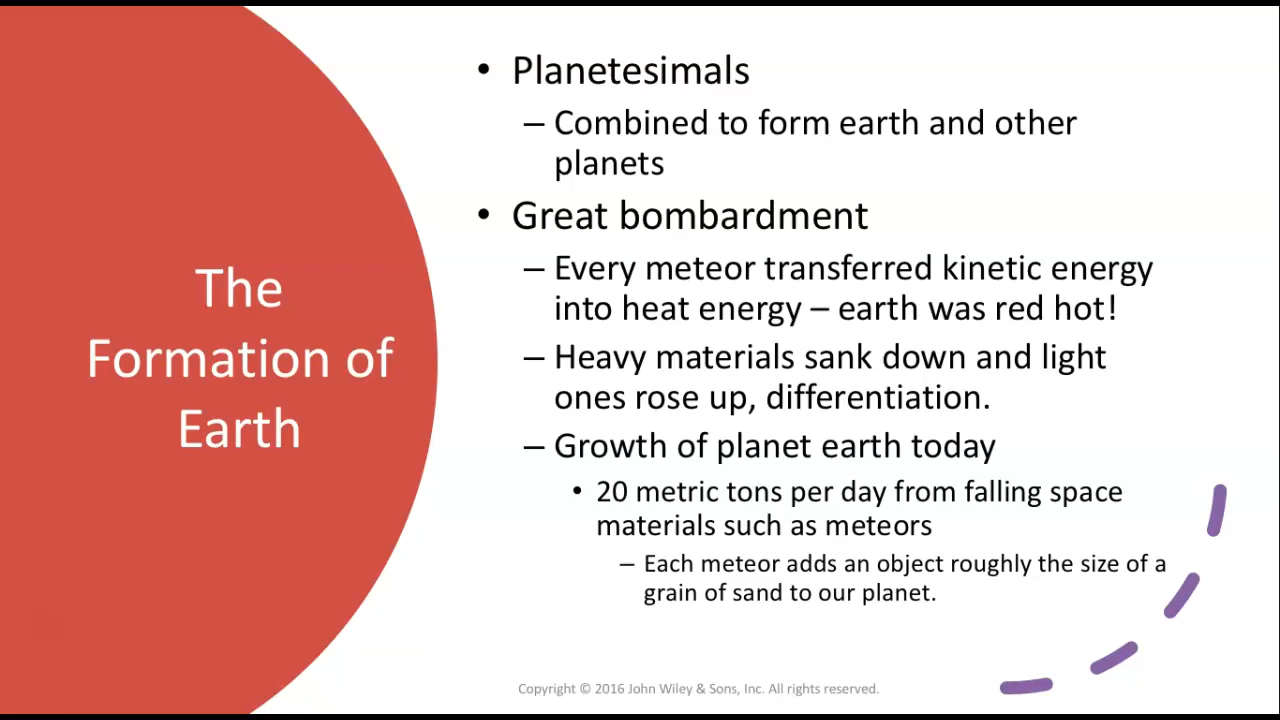 The
Formation of
Earth
• Planetesimals
– Combined to form earth and other
planets
• Great bombardment
– Every meteor transferred kinetic energy
into heat energy – earth was red hot!
– Heavy materials sank down and light
ones rose up, differentiation.
– Growth of planet earth today
• 20 metric tons per day from falling space
materials such as meteors
– Each meteor adds an object roughly the size of a
grain of sand to our planet.
Copyright © 2016 John Wiley & Sons, Inc. All rights reserved.